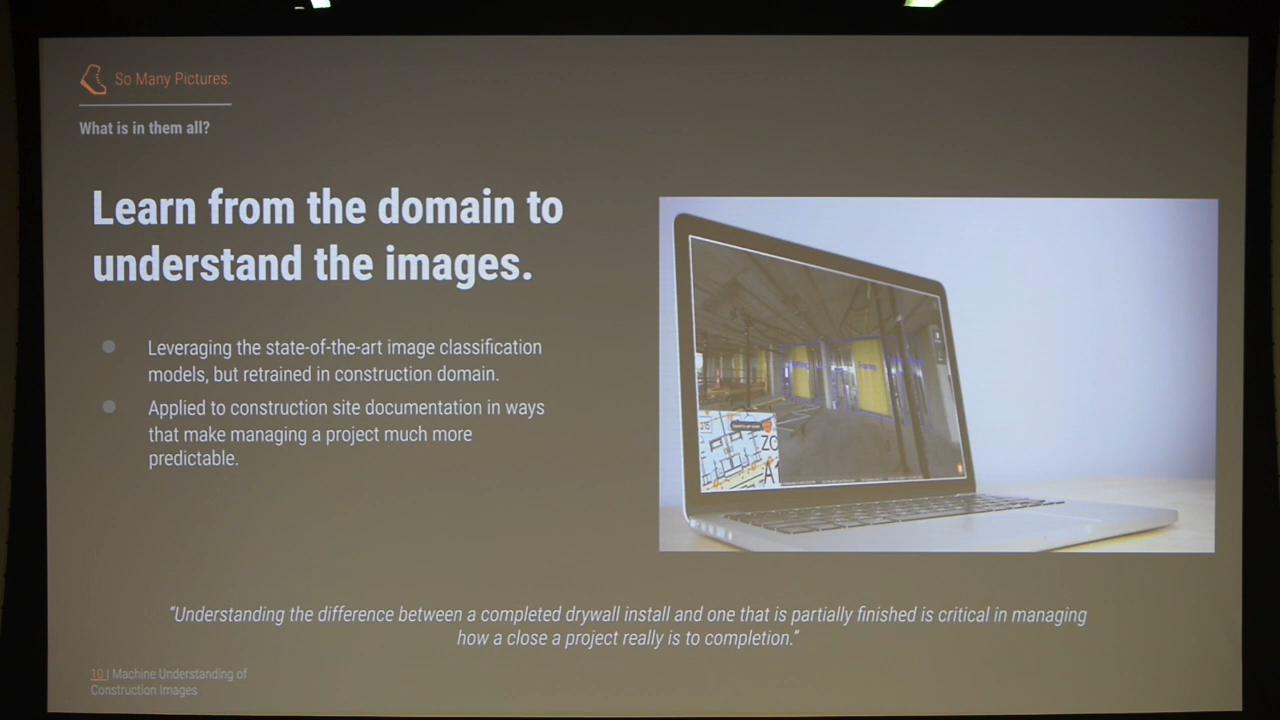 So Many Pictures.
What is in them all?
Learn from the domain to
understand the images.
Leveraging the state-of-the-art image classification
models, but retrained in construction domain.
Applied to construction site documentation in ways
that make managing a project much more
predictable.
315
ZO
A1
“Understanding the difference between a completed drywall install and one that is partially finished is critical in managing
how a close a project really is to completion.”
10 | Machine Understanding of
Construction Images